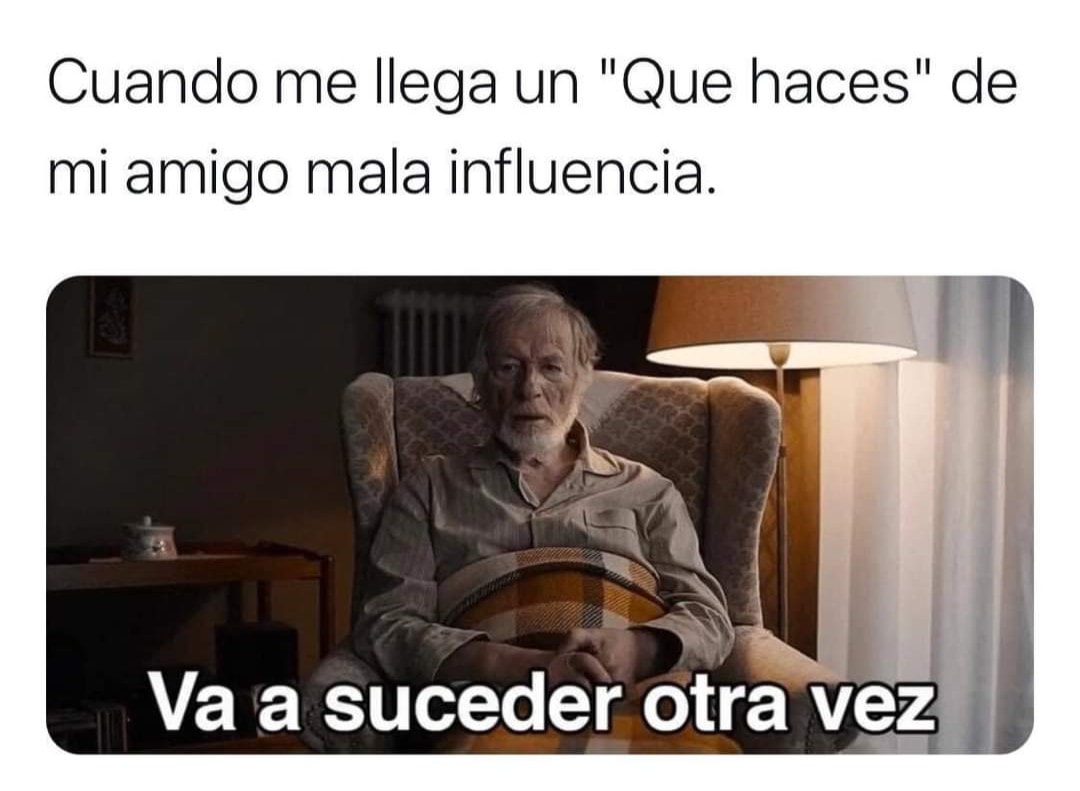 Cuando me llega un "Que haces" de
mi amigo mala influencia.
Va a suceder otra vez